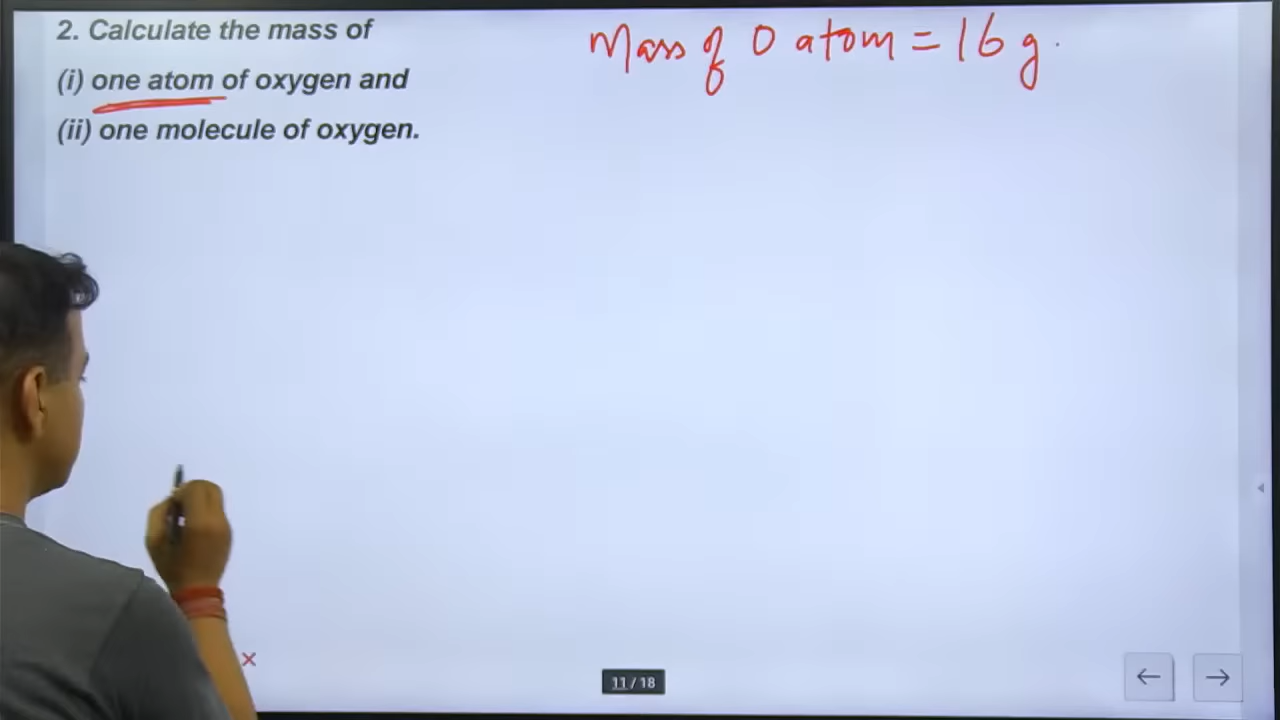 2. Calculate the mass of
(i) one atom of oxygen and
(ii) one molecule of oxygen.
Mass of O atom = 16 g.
11 / 18